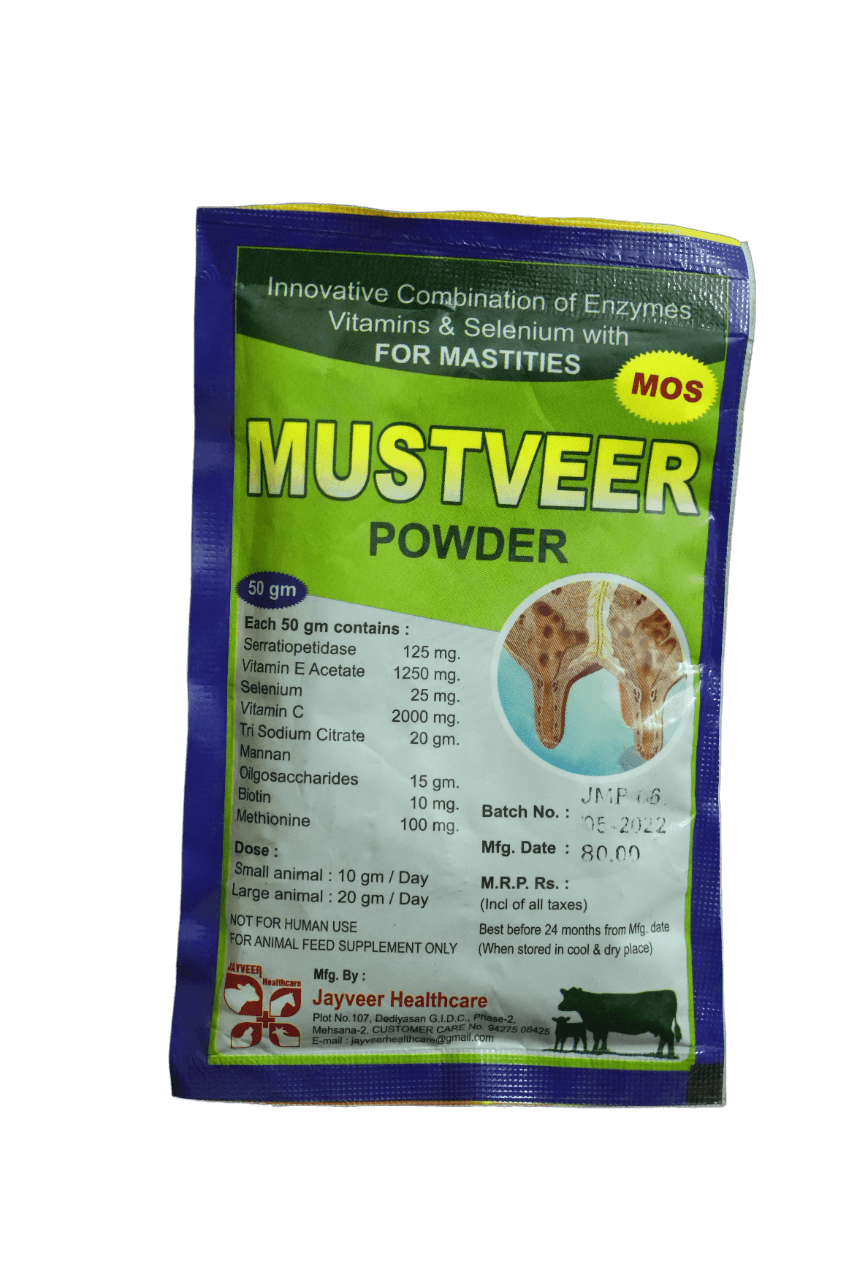 Innovative Combination of Enzymes
Vitamins & Selenium with
FOR MASTITIES
MOS
MUSTVEER
POWDER
50 gm
Each 50 gm contains :
Serratiopetidase 125 mg.
Vitamin E Acetate 1250 mg.
Selenium 25 mg.
Vitamin C 2000 mg.
Tri Sodium Citrate 20 gm.
Mannan
Oilgosaccharides 15 gm.
Biotin 10 mg.
Methionine 100 mg.
Dose :
Small animal : 10 gm / Day
Large animal : 20 gm / Day
NOT FOR HUMAN USE
FOR ANIMAL FEED SUPPLEMENT ONLY
Batch No. :
05-2022
Mfg. Date : 80.00
M.R.P. Rs. :
(Incl of all taxes)
Best before 24 months from Mfg. date
(When stored in cool & dry place)
JAYVEER
Healthcare
Mfg. By :
Jayveer Healthcare
Plot No.107, Dediyasan G.I.D.C., Phase-2,
Mehsana-2, CUSTOMER CARE No. 94275 08425
E-mail : jayveerhealthcare@gmail.com